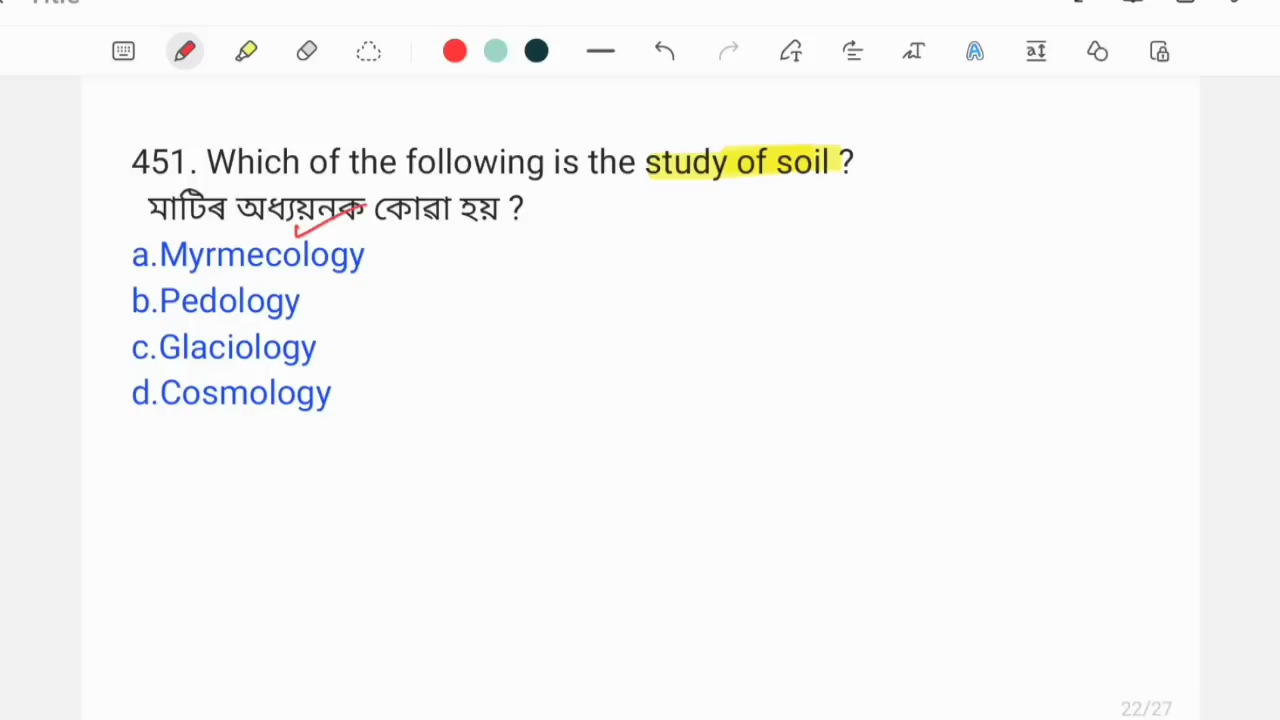 451. Which of the following is the study of soil ?
মাটিৰ অধ্যয়নক কোৱা হয় ?
a.Myrmecology
b.Pedology
c.Glaciology
d.Cosmology
22/27